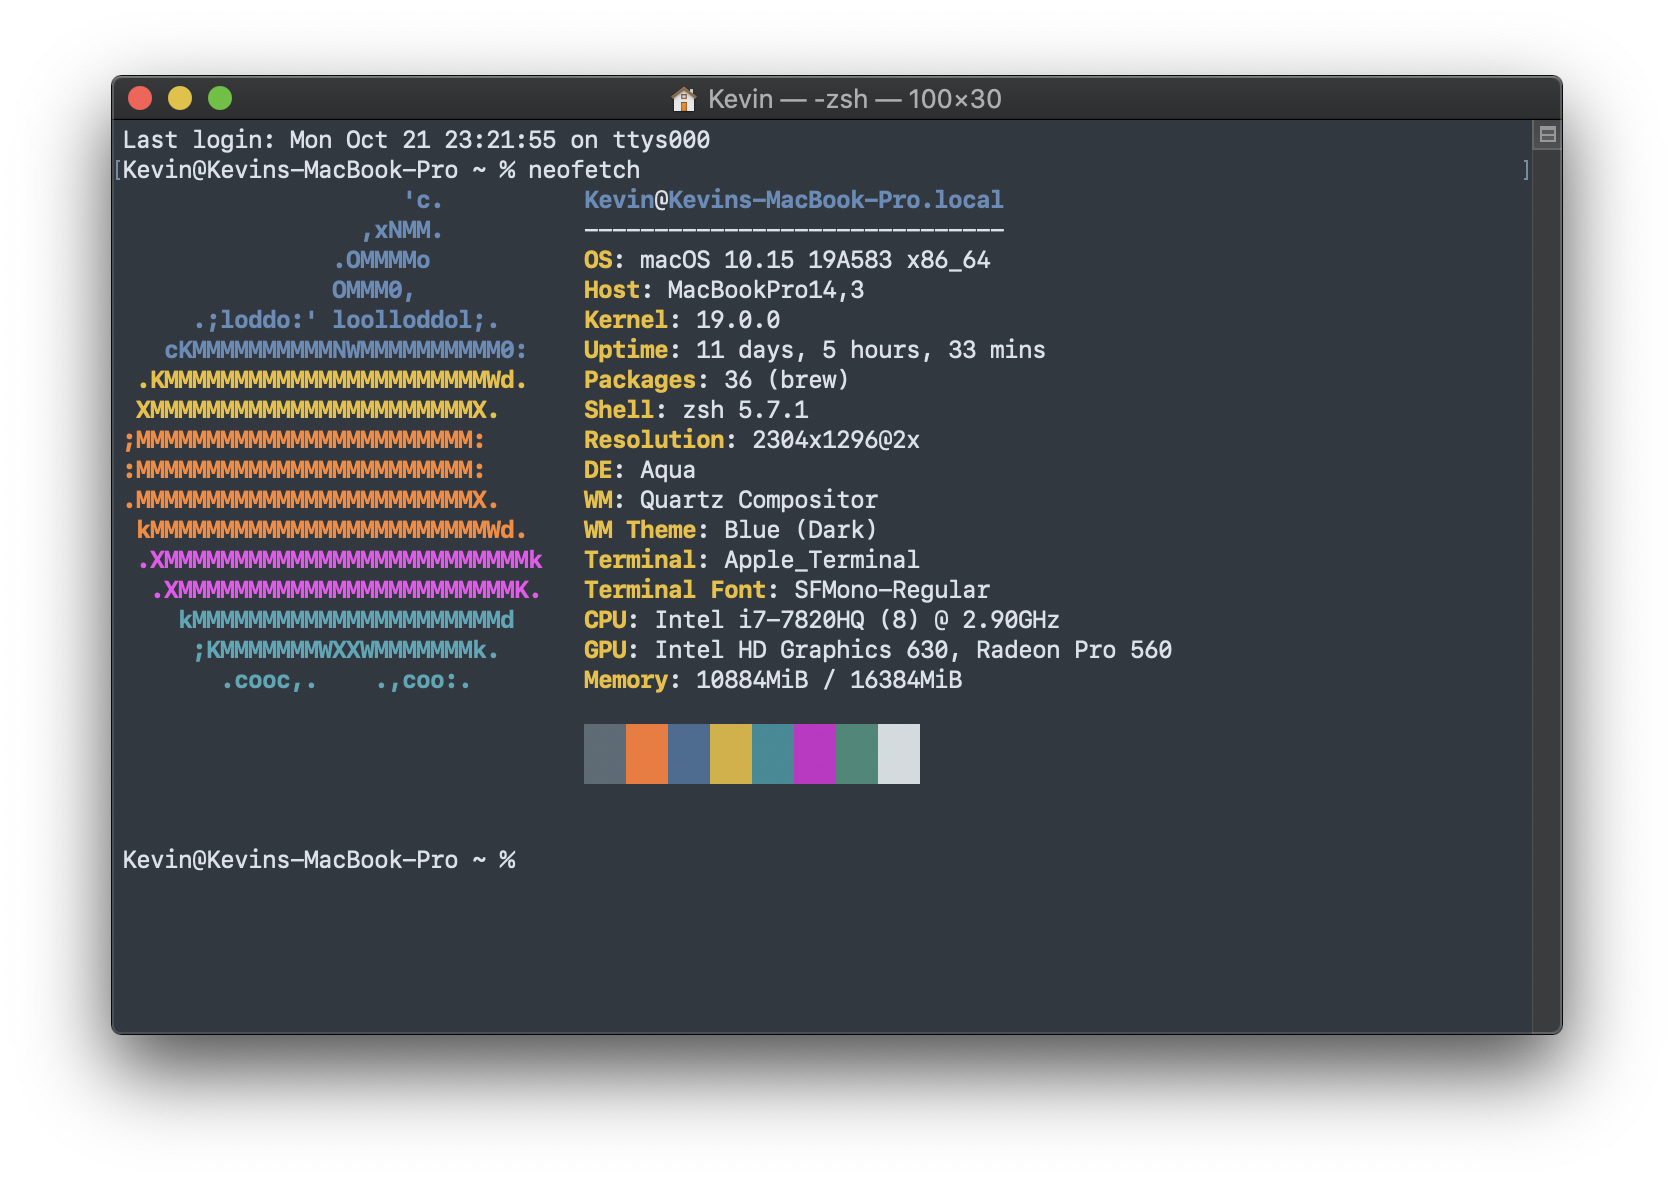 Kevin — -zsh — 100×30
Last login: Mon Oct 21 23:21:55 on ttys000
[Kevin@Kevins-MacBook-Pro ~ % neofetch ]
'c. Kevin@Kevins-MacBook-Pro.local
,xNMM. ------------------------------
.OMMMMo OS: macOS 10.15 19A583 x86_64
OMMM0, Host: MacBookPro14,3
.;loddo:' loolloddol;. Kernel: 19.0.0
cKMMMMMMMMMMNWMMMMMMMMMM0: Uptime: 11 days, 5 hours, 33 mins
.KMMMMMMMMMMMMMMMMMMMMMMMWd. Packages: 36 (brew)
XMMMMMMMMMMMMMMMMMMMMMMMX. Shell: zsh 5.7.1
;MMMMMMMMMMMMMMMMMMMMMMMM: Resolution: 2304x1296@2x
:MMMMMMMMMMMMMMMMMMMMMMMM: DE: Aqua
.MMMMMMMMMMMMMMMMMMMMMMMMX. WM: Quartz Compositor
kMMMMMMMMMMMMMMMMMMMMMMMMWd. WM Theme: Blue (Dark)
.XMMMMMMMMMMMMMMMMMMMMMMMMMMk Terminal: Apple_Terminal
.XMMMMMMMMMMMMMMMMMMMMMMMMK. Terminal Font: SFMono-Regular
kMMMMMMMMMMMMMMMMMMMMMMd CPU: Intel i7-7820HQ (8) @ 2.90GHz
;KMMMMMMMWXXWMMMMMMMk. GPU: Intel HD Graphics 630, Radeon Pro 560
.cooc,. .,coo:. Memory: 10884MiB / 16384MiB
Kevin@Kevins-MacBook-Pro ~ %